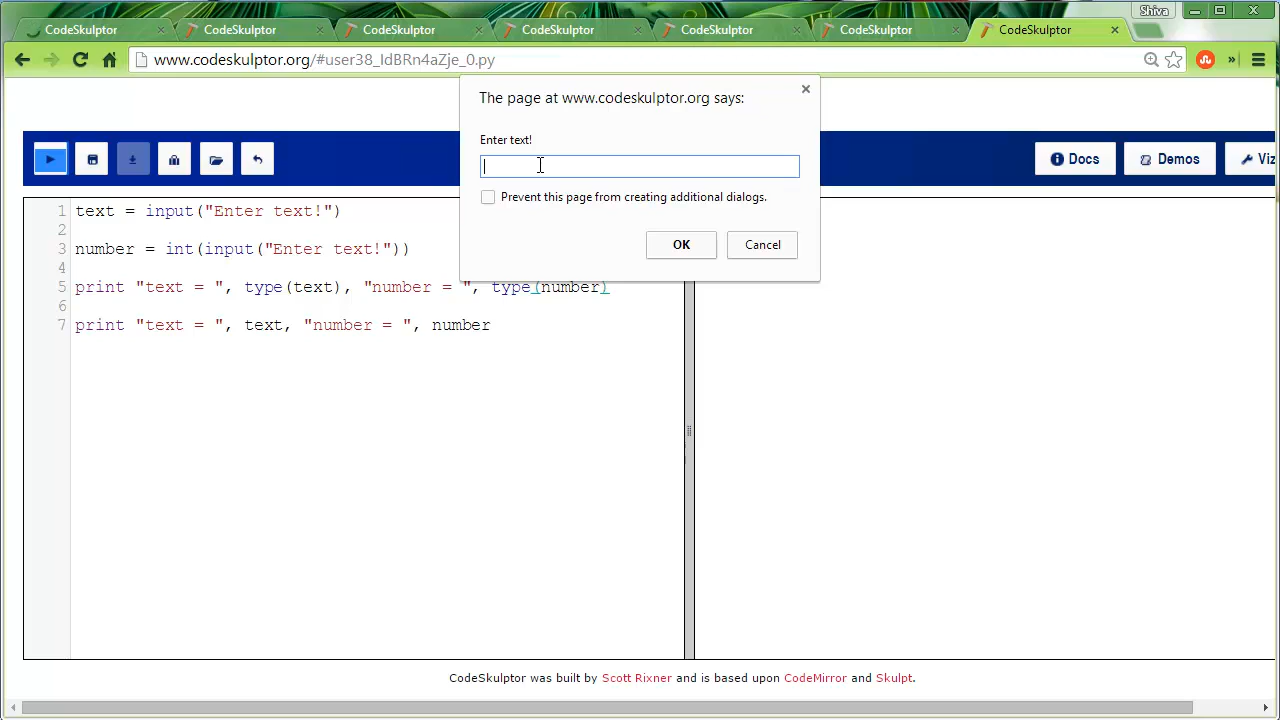 Shiva
CodeSkulptor CodeSkulptor CodeSkulptor CodeSkulptor CodeSkulptor CodeSkulptor CodeSkulptor
www.codeskulptor.org/#user38_IdBRn4aZje_0.py
The page at www.codeskulptor.org says:
Enter text!
Prevent this page from creating additional dialogs.
OK Cancel
Docs Demos Viz
1 text = input("Enter text!")
2
3 number = int(input("Enter text!"))
4
5 print "text = ", type(text), "number = ", type(number)
6
7 print "text = ", text, "number = ", number
CodeSkulptor was built by Scott Rixner and is based upon CodeMirror and Skulpt.